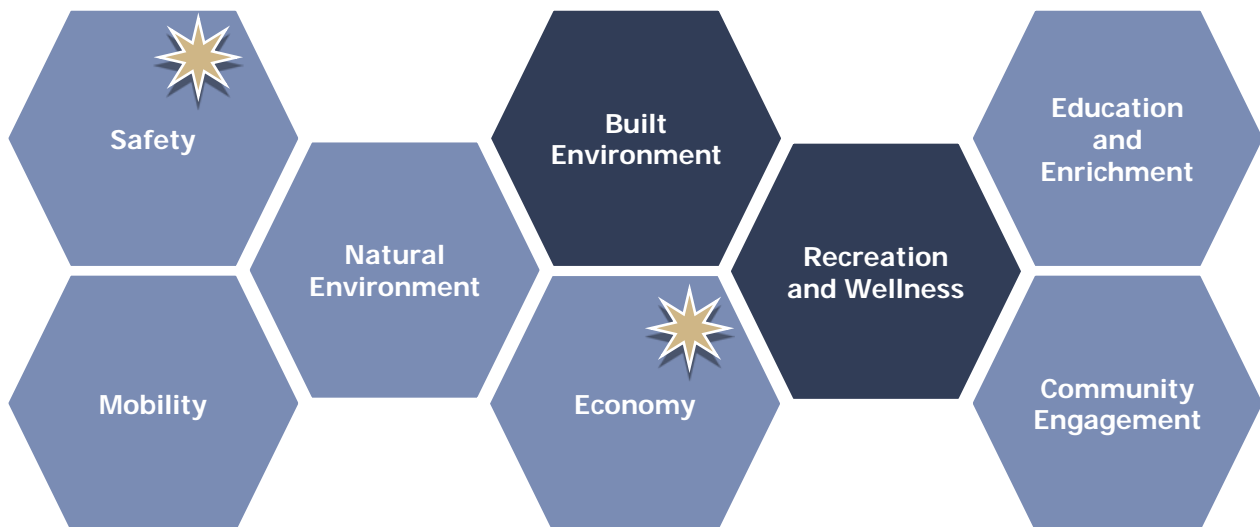 Safety
Mobility
Natural
Environment
Built
Environment
Economy
Recreation
and Wellness
Education
and
Enrichment
Community
Engagement